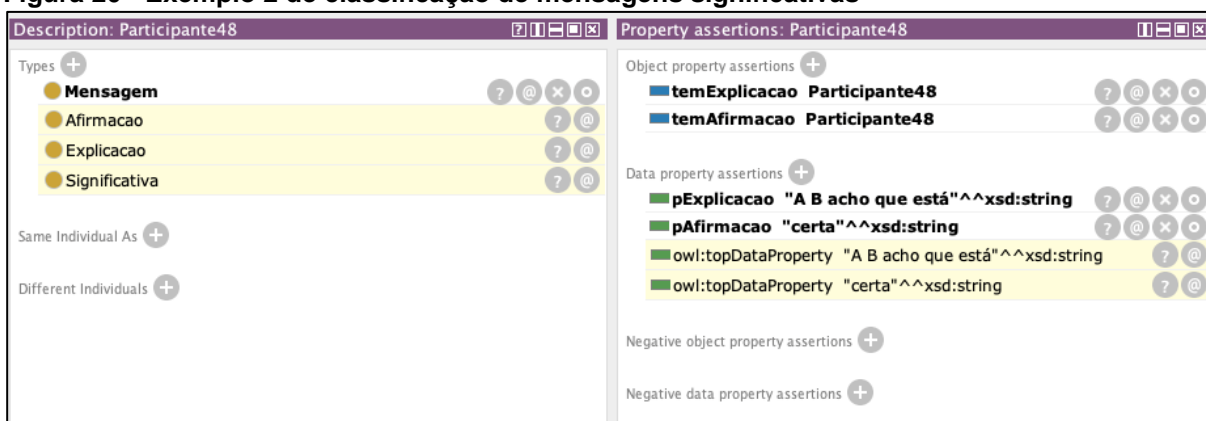 Figura 20 - Exemplo 2 de classificação de mensagens significativas
Description: Participante48
Types
Mensagem
Afirmacao
Explicacao
Significativa
Same Individual As
Different Individuals
Property assertions: Participante48
Object property assertions
temExplicacao Participante48
temAfirmacao Participante48
Data property assertions
pExplicacao "A B acho que está"^^xsd:string
pAfirmacao "certa"^^xsd:string
owl:topDataProperty "A B acho que está"^^xsd:string
owl:topDataProperty "certa"^^xsd:string
Negative object property assertions
Negative data property assertions